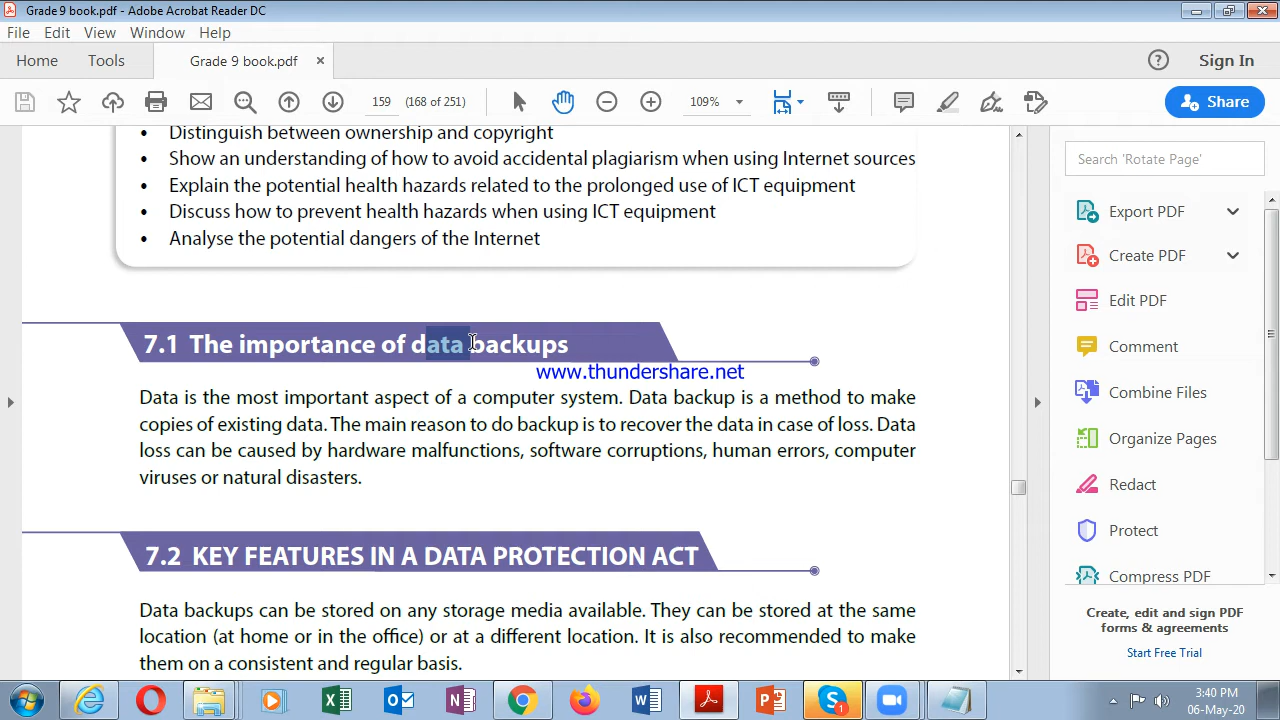 Grade 9 book.pdf - Adobe Acrobat Reader DC
File Edit View Window Help
Home Tools Grade 9 book.pdf × ? Sign In
159 (168 of 251) 109% Share
• Distinguish between ownership and copyright
• Show an understanding of how to avoid accidental plagiarism when using Internet sources
• Explain the potential health hazards related to the prolonged use of ICT equipment
• Discuss how to prevent health hazards when using ICT equipment
• Analyse the potential dangers of the Internet
7.1 The importance of data backups
www.thundershare.net
Data is the most important aspect of a computer system. Data backup is a method to make
copies of existing data. The main reason to do backup is to recover the data in case of loss. Data
loss can be caused by hardware malfunctions, software corruptions, human errors, computer
viruses or natural disasters.
7.2 KEY FEATURES IN A DATA PROTECTION ACT
Data backups can be stored on any storage media available. They can be stored at the same
location (at home or in the office) or at a different location. It is also recommended to make
them on a consistent and regular basis.
Search 'Rotate Page'
Export PDF
Create PDF
Edit PDF
Comment
Combine Files
Organize Pages
Redact
Protect
Compress PDF
Create, edit and sign PDF
forms & agreements
Start Free Trial
3:40 PM
06-May-20